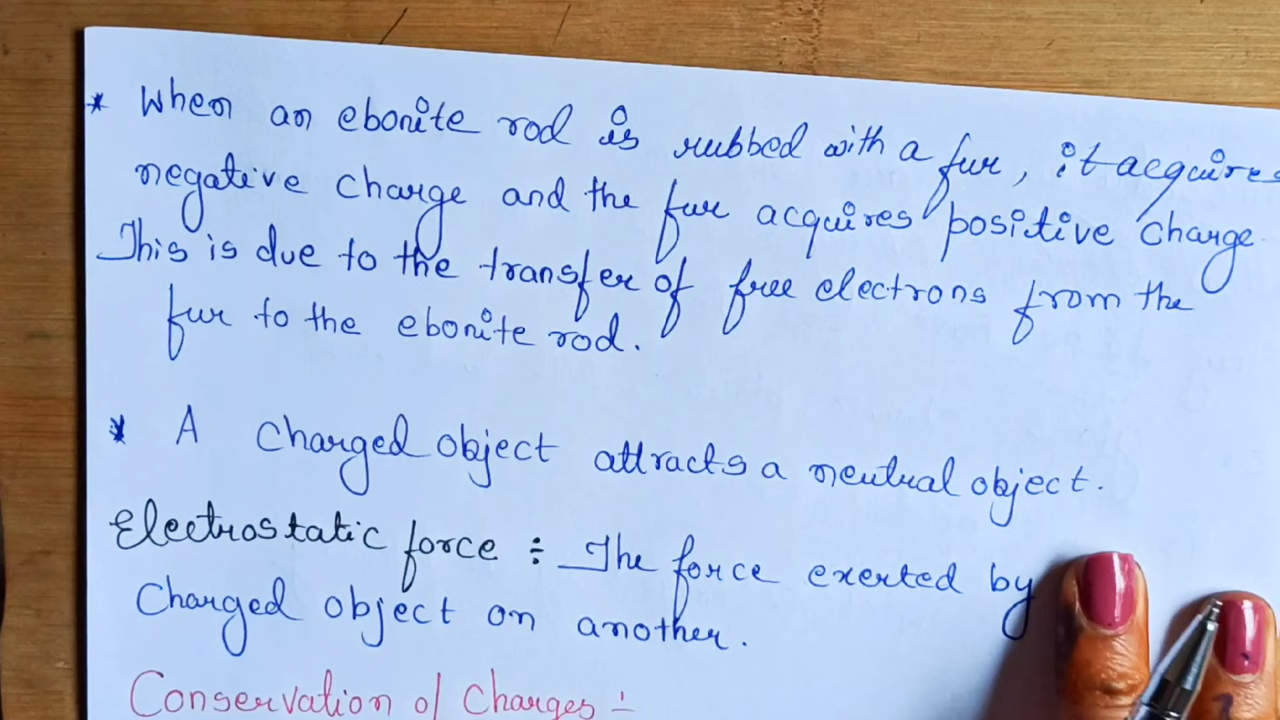 * When an ebonite rod is rubbed with a fur, it acquires
negative charge and the fur acquires positive charge.
This is due to the transfer of free electrons from the
fur to the ebonite rod.
* A charged object attracts a neutral object.
Electrostatic force ÷ The force exerted by
charged object on another.
Conservation of charges :-